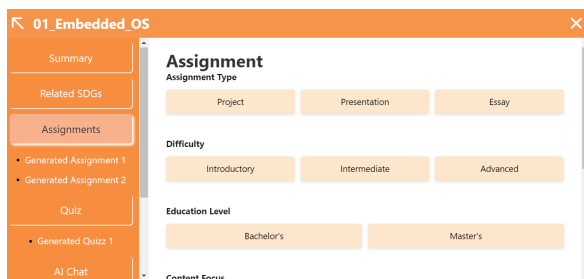 01_Embedded_OS
Summary
Related SDGs
Assignments
Generated Assignment 1
Generated Assignment 2
Quiz
Generated Quizz 1
AI Chat
Assignment
Assignment Type
Project Presentation Essay
Difficulty
Introductory Intermediate Advanced
Education Level
Bachelor's Master's
Content Focus